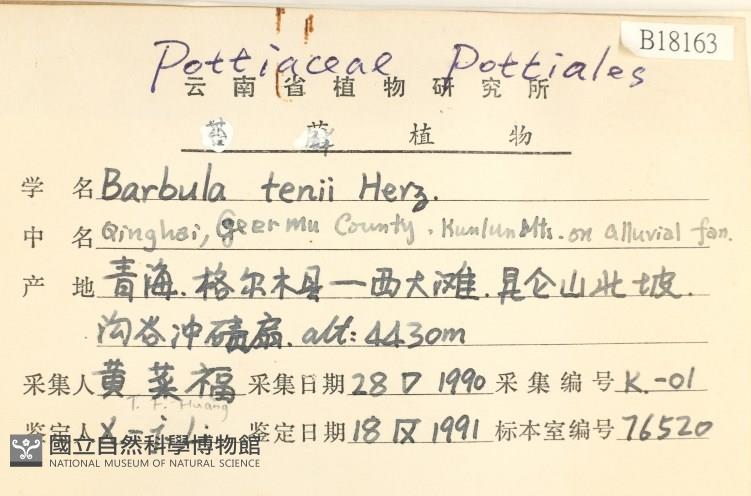 B18163
Pottiaceae Pottiales
云南省植物研究所
苔藓植物
学名 Barbula tenii Herz.
中名 Qinghai, Geermu County. Kunlun Mts. on alluvial fan.
产地 青海.格尔木县—西大滩.昆仑山北坡.
沟谷冲碛扇. alt: 4430m
采集人 黄菜福 采集日期 28 V 1990 采集编号 K.-01
T. F. Huang
鉴定人 X-j. Li 鉴定日期 18 IX 1991 标本室编号 76520
國立自然科學博物館
NATIONAL MUSEUM OF NATURAL SCIENCE